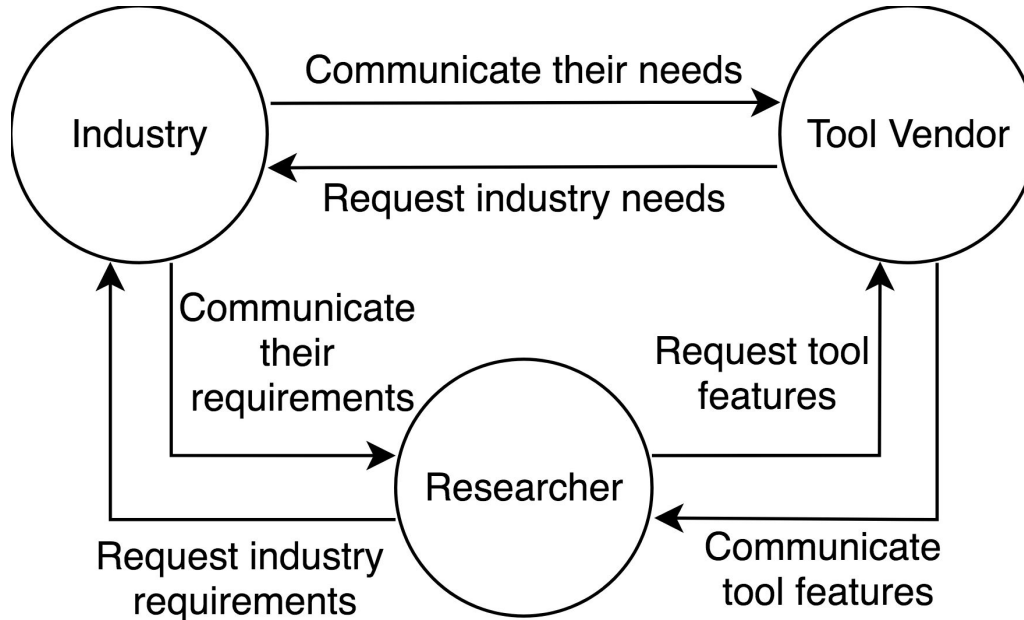 Communicate their needs
Industry
Tool Vendor
Request industry needs
Communicate
their
requirements
Request tool
features
Researcher
Request industry
requirements
Communicate
tool features